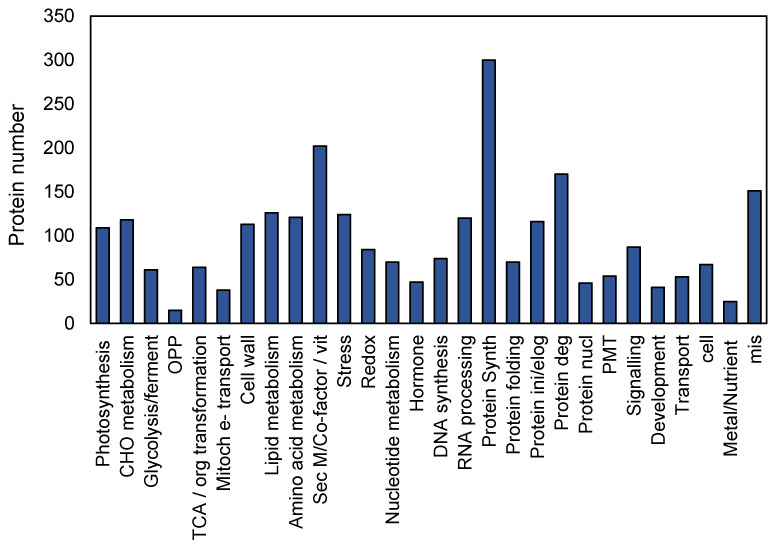 350
300
250
200
150
100
50
0
Protein number
Photosynthesis
CHO metabolism
Glycolysis/ferment
OPP
TCA / org transformation
Mitoch e- transport
Cell wall
Lipid metabolism
Amino acid metabolism
Sec M/Co-factor / vit
Stress
Redox
Nucleotide metabolism
Hormone
DNA synthesis
RNA processing
Protein Synth
Protein folding
Protein ini/elog
Protein deg
Protein nucl
PMT
Signalling
Development
Transport
cell
Metal/Nutrient
mis